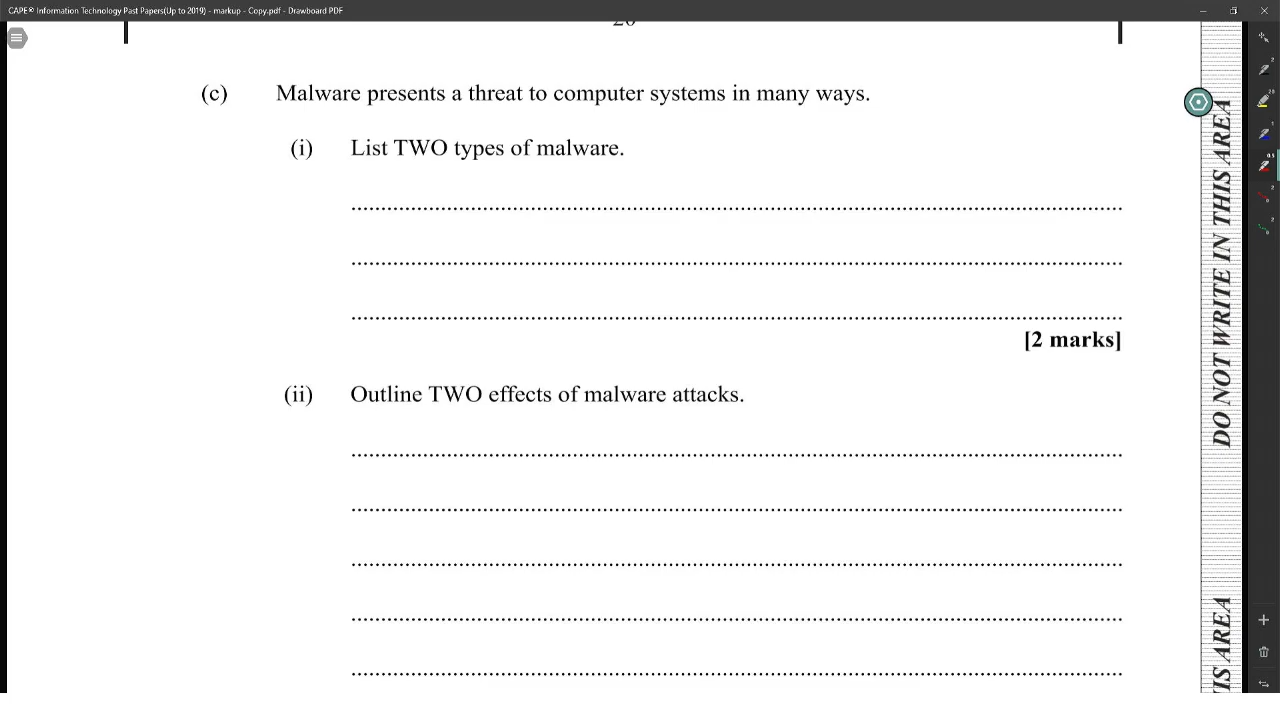 CAPE® Information Technology Past Papers(Up to 2019) - markup - Copy.pdf - Drawboard PDF
(c) Malware presents a threat to computer systems in many ways.
(i) List TWO types of malware.
[2 marks]
(ii) Outline TWO effects of malware attacks.
DO NOT WRITE IN THIS AREA
IS AREA